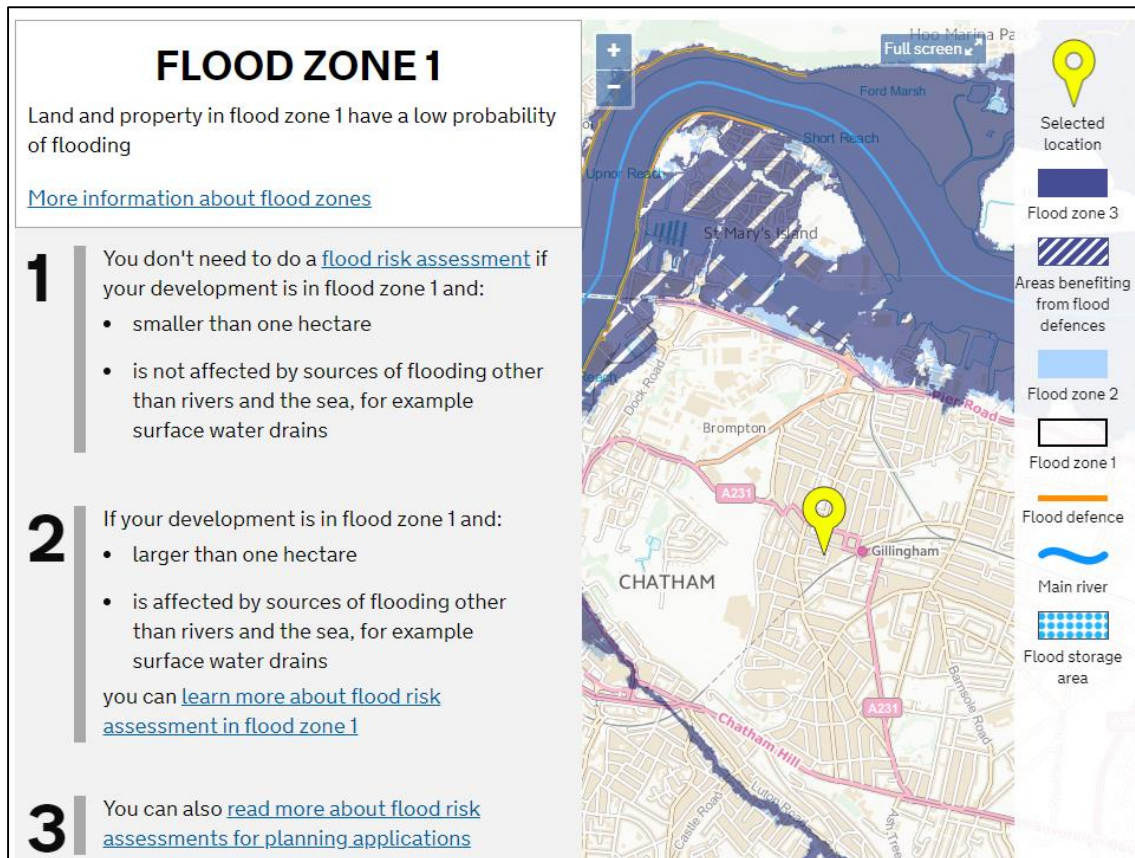 FLOOD ZONE 1
Land and property in flood zone 1 have a low probability
of flooding
More information about flood zones
1
You don't need to do a flood risk assessment if
your development is in flood zone 1 and:
• smaller than one hectare
• is not affected by sources of flooding other
than rivers and the sea, for example
surface water drains
2
If your development is in flood zone 1 and:
• larger than one hectare
• is affected by sources of flooding other
than rivers and the sea, for example
surface water drains
you can learn more about flood risk
assessment in flood zone 1
3
You can also read more about flood risk
assessments for planning applications
+
−
Full screen
Hoo Marina Park
Ford Marsh
Short Reach
Upnor Reach
St Mary's Island
Reach
Dock Road
Pier Road
Brompton
A231
Gillingham
CHATHAM
Barnsole Road
A231
Chatham Hill
Luton Road
Castle Road
Ash Tree
Selected
location
Flood zone 3
Areas benefiting
from flood
defences
Flood zone 2
Flood zone 1
Flood defence
Main river
Flood storage
area